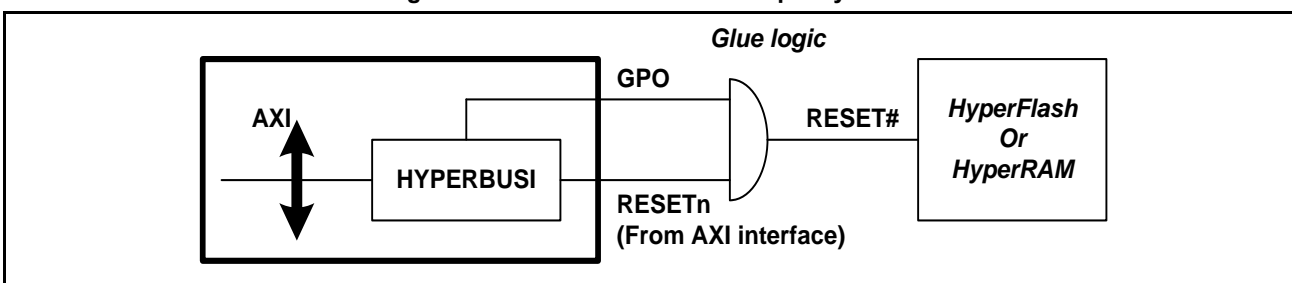 Glue logic
GPO
AXI
RESET#
HyperFlash
Or
HyperRAM
HYPERBUSI
RESETn
(From AXI interface)